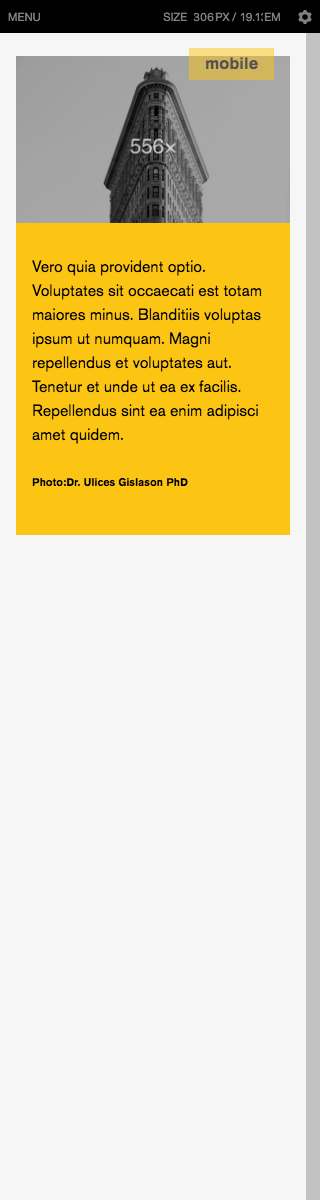 MENU
SIZE 306PX / 19.1
mobile
556×
Vero quia provident optio.
Voluptates sit occaecati est totam
maiores minus. Blanditiis voluptas
ipsum ut numquam. Magni
repellendus et voluptates aut.
Tenetur et unde ut ea ex facilis.
Repellendus sint ea enim adipisci
amet quidem.
Photo:Dr. Ulices Gislason PhD